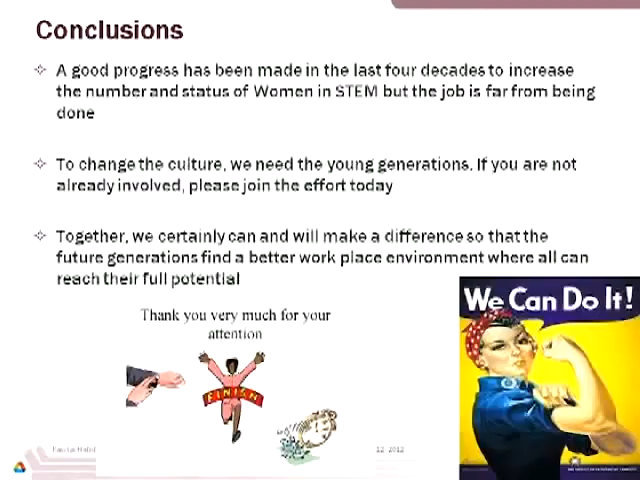 Conclusions
A good progress has been made in the last four decades to increase
the number and status of Women in STEM but the job is far from being
done
To change the culture, we need the young generations. If you are not
already involved, please join the effort today
Together, we certainly can and will make a difference so that the
future generations find a better work place environment where all can
reach their full potential
We Can Do It!
Thank you very much for your
attention
FINISH
12 2012